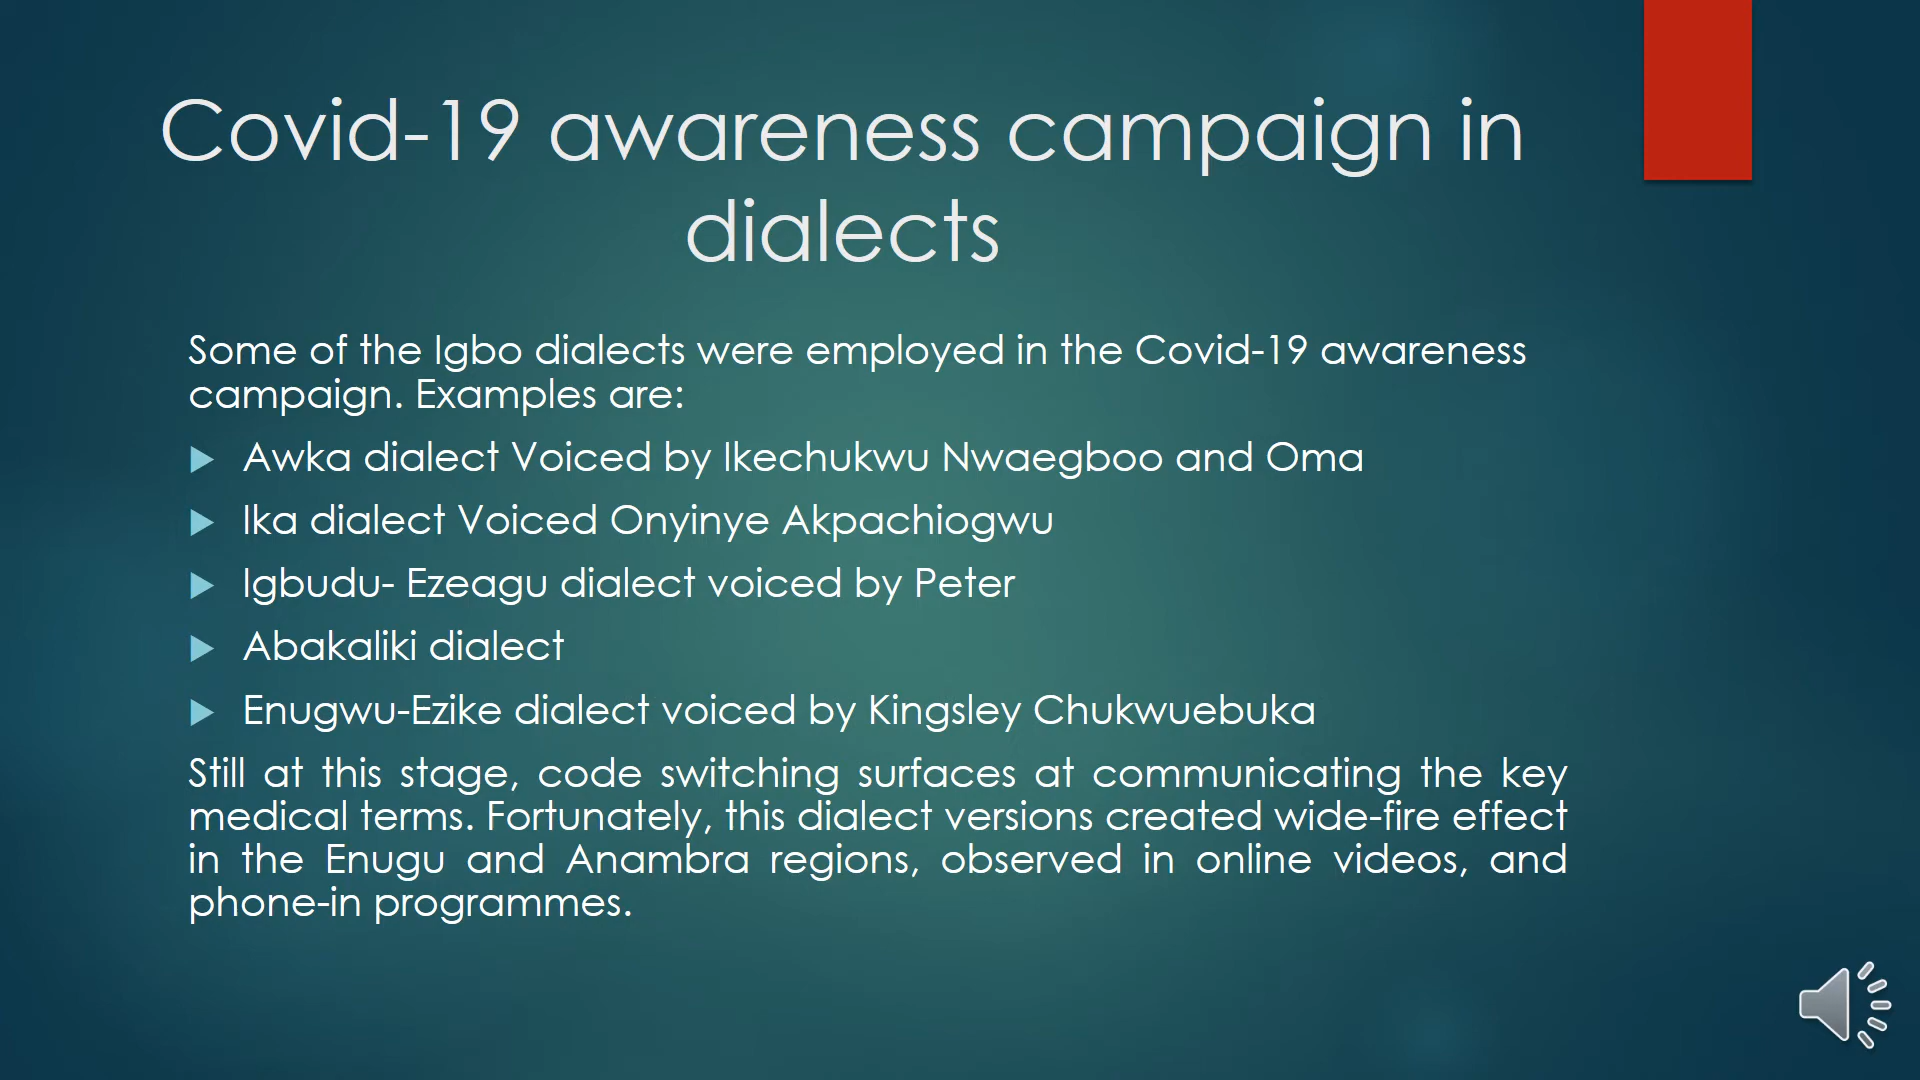 Covid-19 awareness campaign in
dialects
Some of the Igbo dialects were employed in the Covid-19 awareness
campaign. Examples are:
Awka dialect Voiced by Ikechukwu Nwaegboo and Oma
Ika dialect Voiced Onyinye Akpachiogwu
Igbudu- Ezeagu dialect voiced by Peter
Abakaliki dialect
Enugwu-Ezike dialect voiced by Kingsley Chukwuebuka
Still at this stage, code switching surfaces at communicating the key
medical terms. Fortunately, this dialect versions created wide-fire effect
in the Enugu and Anambra regions, observed in online videos, and
phone-in programmes.